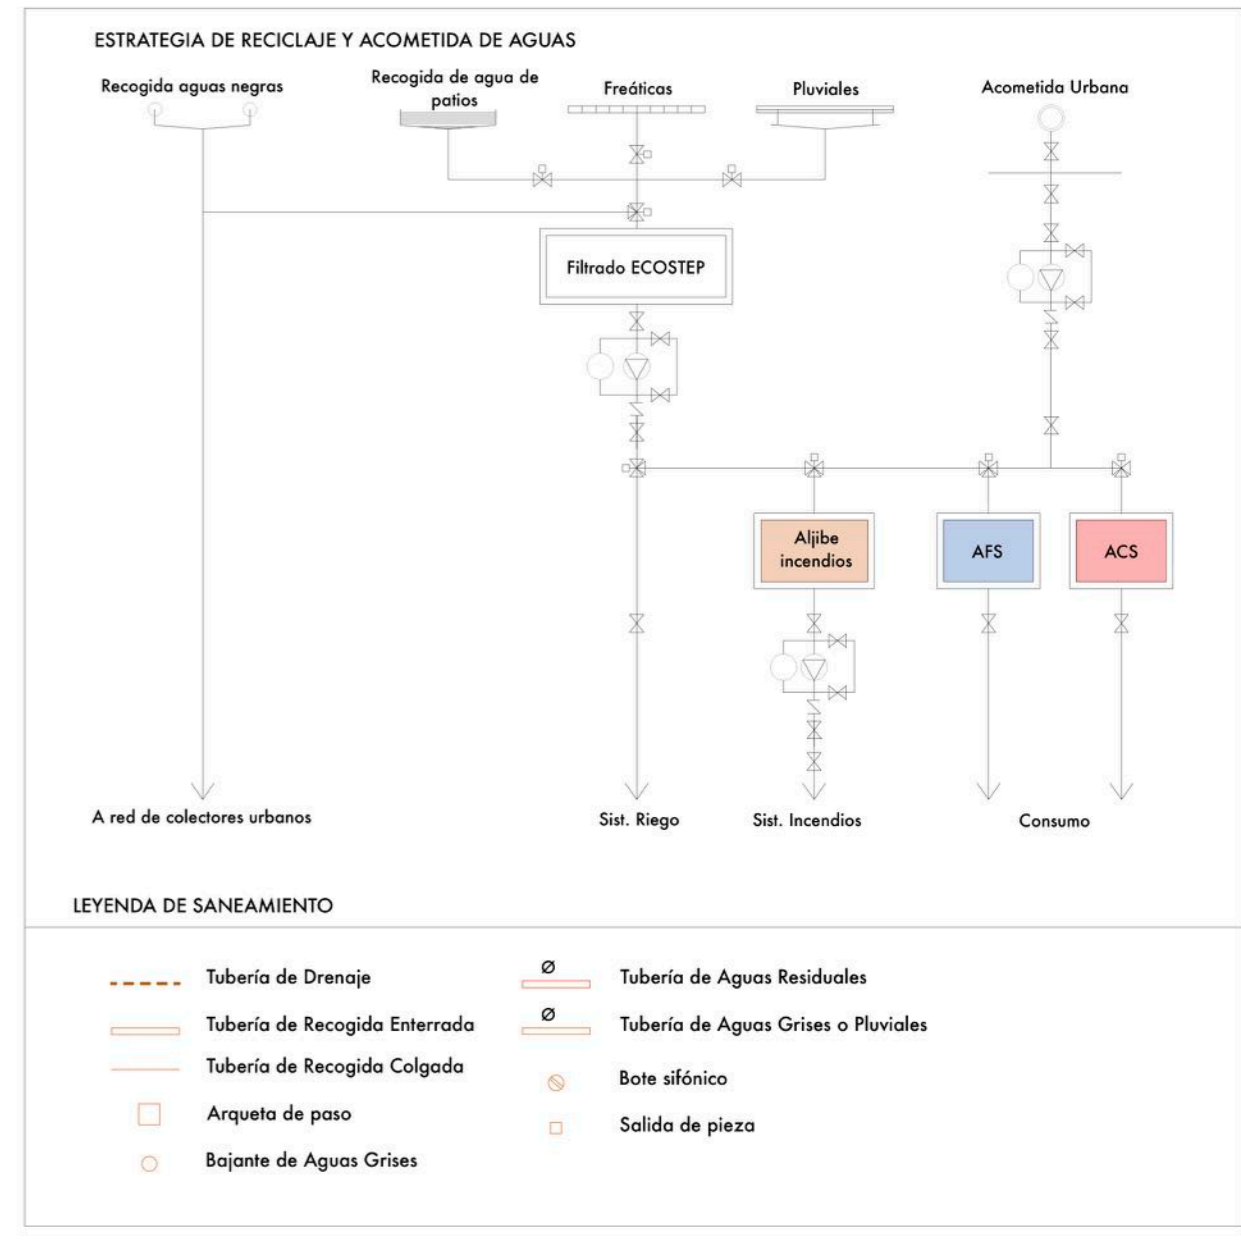 ESTRATEGIA DE RECICLAJE Y ACOMETIDA DE AGUAS
Recogida aguas negras
Recogida de agua de
patios
Freáticas
Pluviales
Acometida Urbana
Filtrado ECOSTEP
Aljibe
incendios
AFS
ACS
A red de colectores urbanos
Sist. Riego
Sist. Incendios
Consumo
LEYENDA DE SANEAMIENTO
Tubería de Drenaje
Tubería de Recogida Enterrada
Tubería de Recogida Colgada
Arqueta de paso
Bajante de Aguas Grises
Ø
Tubería de Aguas Residuales
Ø
Tubería de Aguas Grises o Pluviales
Bote sifónico
Salida de pieza